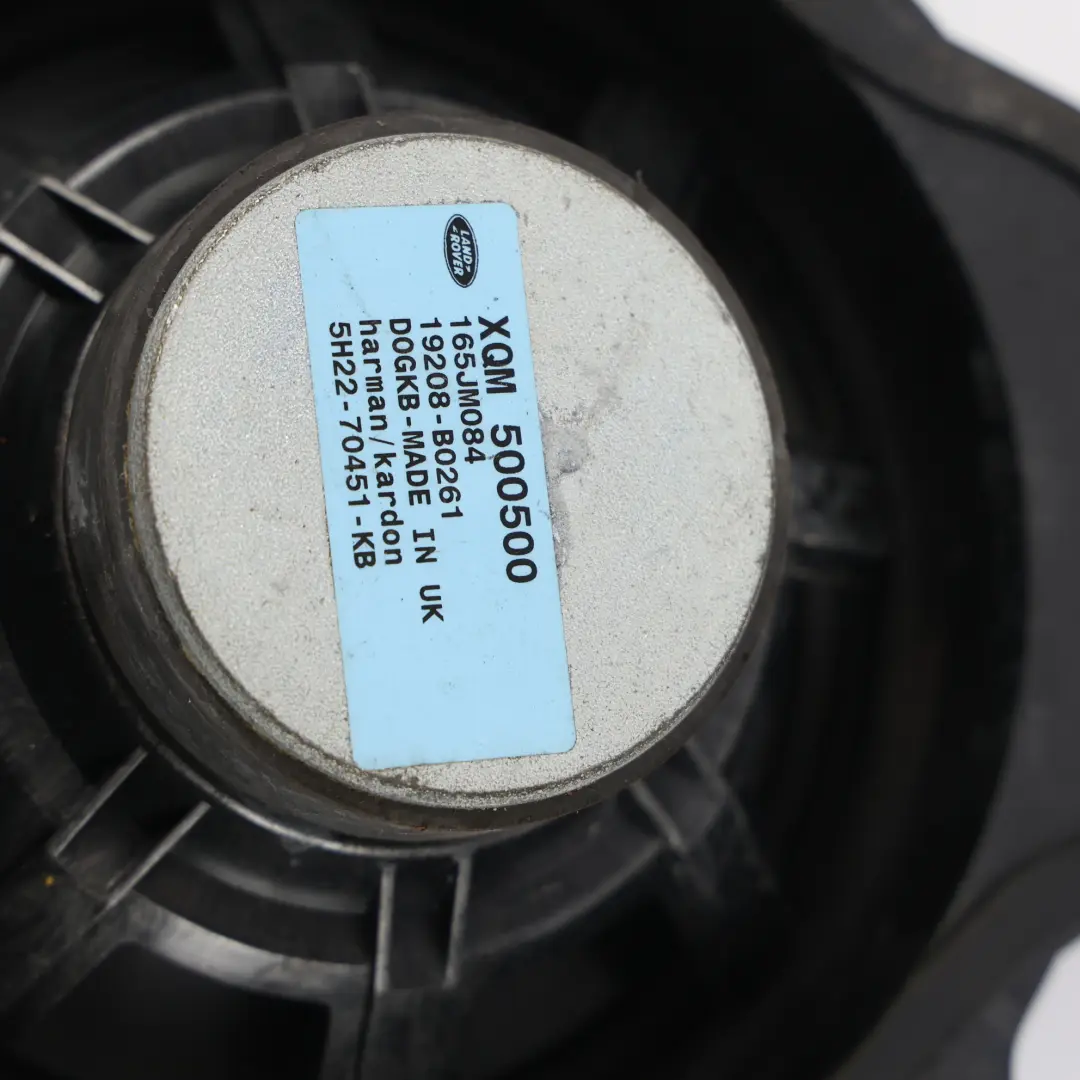 LAND
ROVER
XQM 500500
165JM084
19208-B0261
DOGKB-MADE IN UK
harman/kardon
5H22-70451-KB